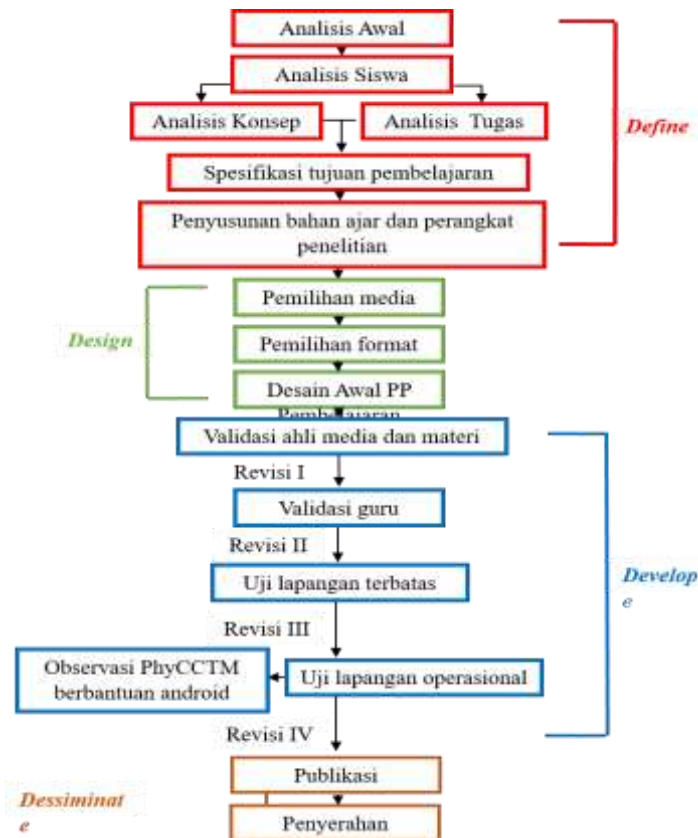 Analisis Awal
Analisis Siswa
Analisis Konsep
Analisis Tugas
Define
Spesifikasi tujuan pembelajaran
Penyusunan bahan ajar dan perangkat
penelitian
Pemilihan media
Design
Pemilihan format
Desain Awal PP
Pembelajaran
Validasi ahli media dan materi
Revisi I
Validasi guru
Revisi II
Uji lapangan terbatas
Develop
e
Revisi III
Observasi PhyCCTM
berbantuan android
Uji lapangan operasional
Revisi IV
Publikasi
Dessiminat
e
Penyerahan